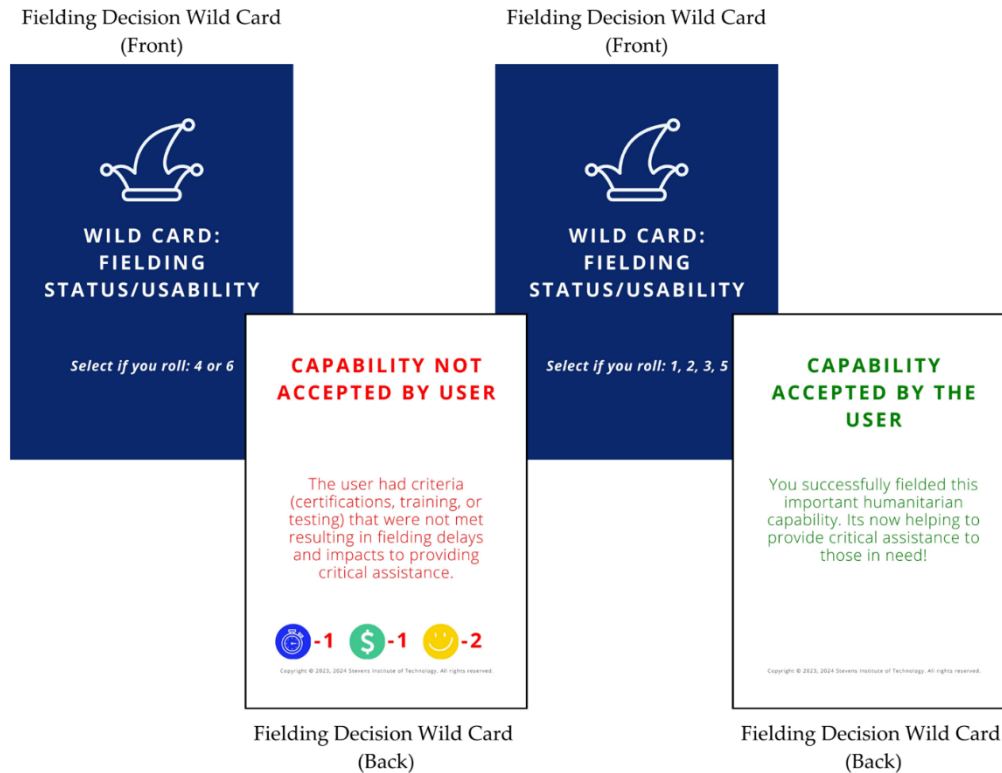 Fielding Decision Wild Card
(Front)
WILD CARD:
FIELDING
STATUS/USABILITY
Select if you roll: 4 or 6
CAPABILITY NOT
ACCEPTED BY USER
The user had criteria
(certifications, training, or
testing) that were not met
resulting in fielding delays
and impacts to providing
critical assistance.
-1
$
-1
-2
Copyright © 2023, 2024 Stevens Institute of Technology. All rights reserved.
Fielding Decision Wild Card
(Back)
Fielding Decision Wild Card
(Front)
WILD CARD:
FIELDING
STATUS/USABILITY
Select if you roll: 1, 2, 3, 5
CAPABILITY
ACCEPTED BY THE
USER
You successfully fielded this
important humanitarian
capability. Its now helping to
provide critical assistance to
those in need!
Copyright © 2023, 2024 Stevens Institute of Technology. All rights reserved.
Fielding Decision Wild Card
(Back)